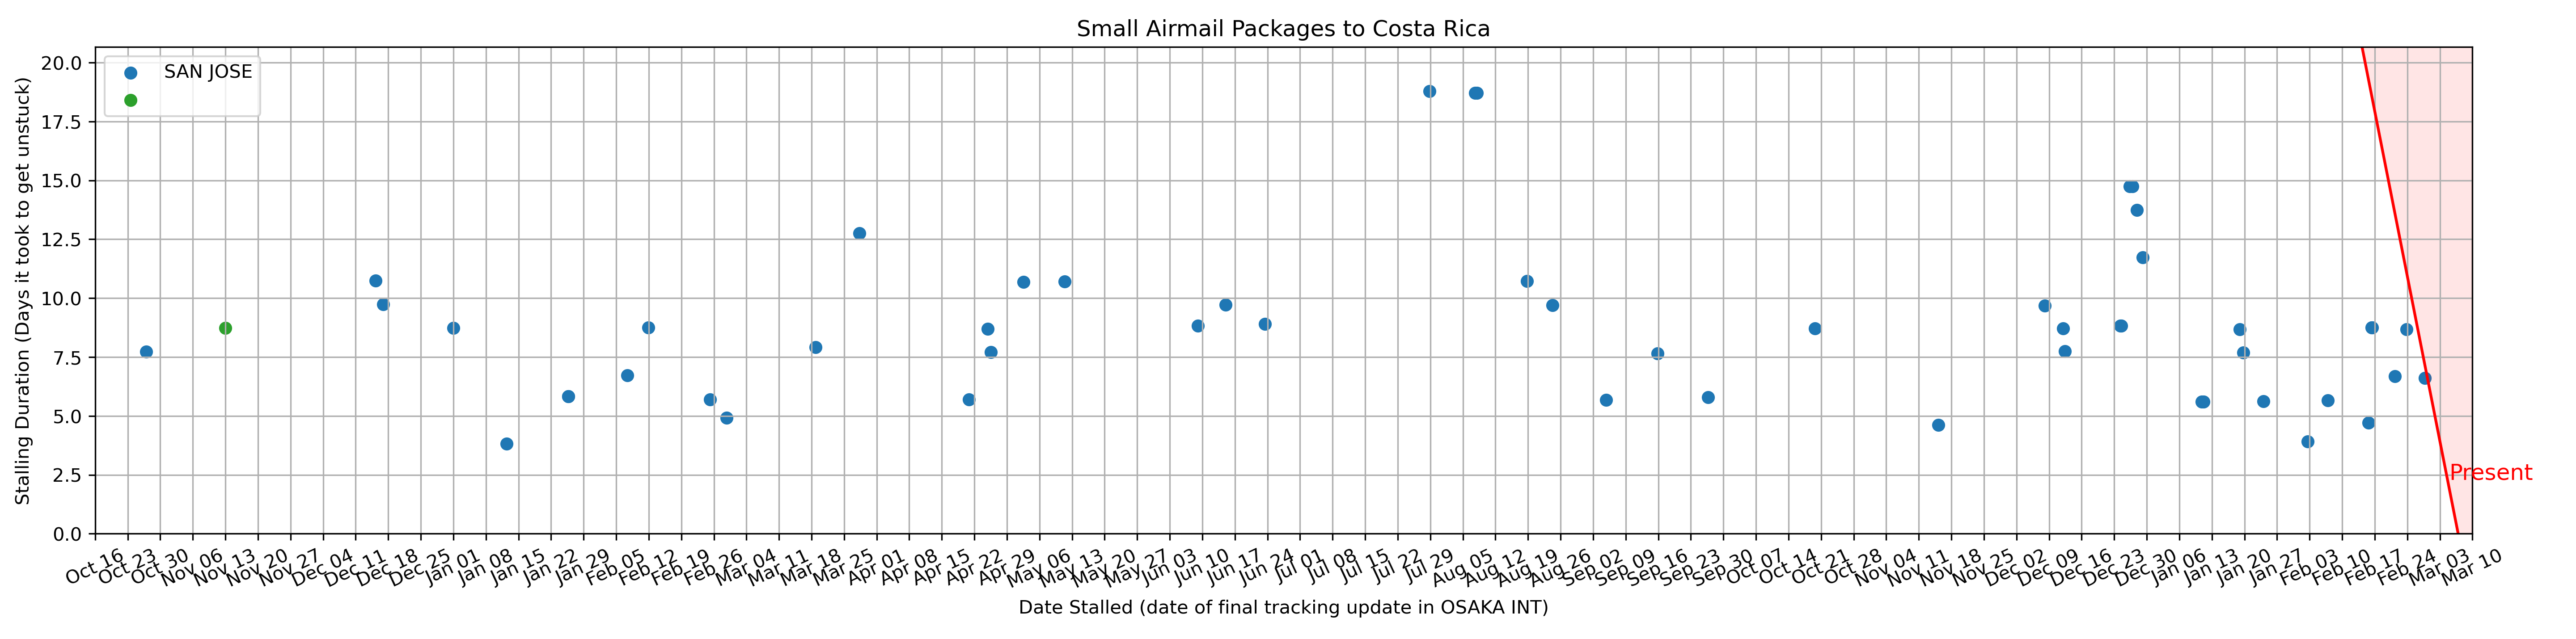 Small Airmail Packages to Costa Rica
SAN JOSE
Stalling Duration (Days it took to get unstuck)
20.0
17.5
15.0
12.5
10.0
7.5
5.0
2.5
0.0
Present
Oct 16
Oct 23
Oct 30
Nov 06
Nov 13
Nov 20
Nov 27
Dec 04
Dec 11
Dec 18
Dec 25
Jan 01
Jan 08
Jan 15
Jan 22
Jan 29
Feb 05
Feb 12
Feb 19
Feb 26
Mar 04
Mar 11
Mar 18
Mar 25
Apr 01
Apr 08
Apr 15
Apr 22
Apr 29
May 06
May 13
May 20
May 27
Jun 03
Jun 10
Jun 17
Jun 24
Jul 01
Jul 08
Jul 15
Jul 22
Jul 29
Aug 05
Aug 12
Aug 19
Aug 26
Sep 02
Sep 09
Sep 16
Sep 23
Sep 30
Oct 07
Oct 14
Oct 21
Oct 28
Nov 04
Nov 11
Nov 18
Nov 25
Dec 02
Dec 09
Dec 16
Dec 23
Dec 30
Jan 06
Jan 13
Jan 20
Jan 27
Feb 03
Feb 10
Feb 17
Feb 24
Mar 03
Mar 10
Date Stalled (date of final tracking update in OSAKA INT)